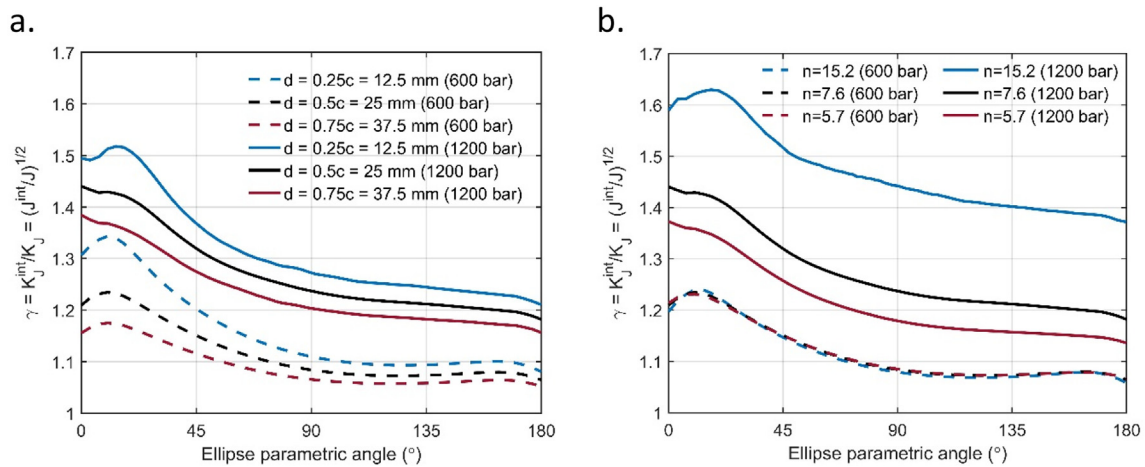 a.
γ = K_J^int/K_J = (J^int/J)^1/2
1.7
1.6
1.5
1.4
1.3
1.2
1.1
1
d = 0.25c = 12.5 mm (600 bar)
d = 0.5c = 25 mm (600 bar)
d = 0.75c = 37.5 mm (600 bar)
d = 0.25c = 12.5 mm (1200 bar)
d = 0.5c = 25 mm (1200 bar)
d = 0.75c = 37.5 mm (1200 bar)
0 45 90 135 180
Ellipse parametric angle (°)
b.
γ = K_J^int/K_J = (J^int/J)^1/2
1.7
1.6
1.5
1.4
1.3
1.2
1.1
1
n=15.2 (600 bar) n=15.2 (1200 bar)
n=7.6 (600 bar) n=7.6 (1200 bar)
n=5.7 (600 bar) n=5.7 (1200 bar)
0 45 90 135 180
Ellipse parametric angle (°)